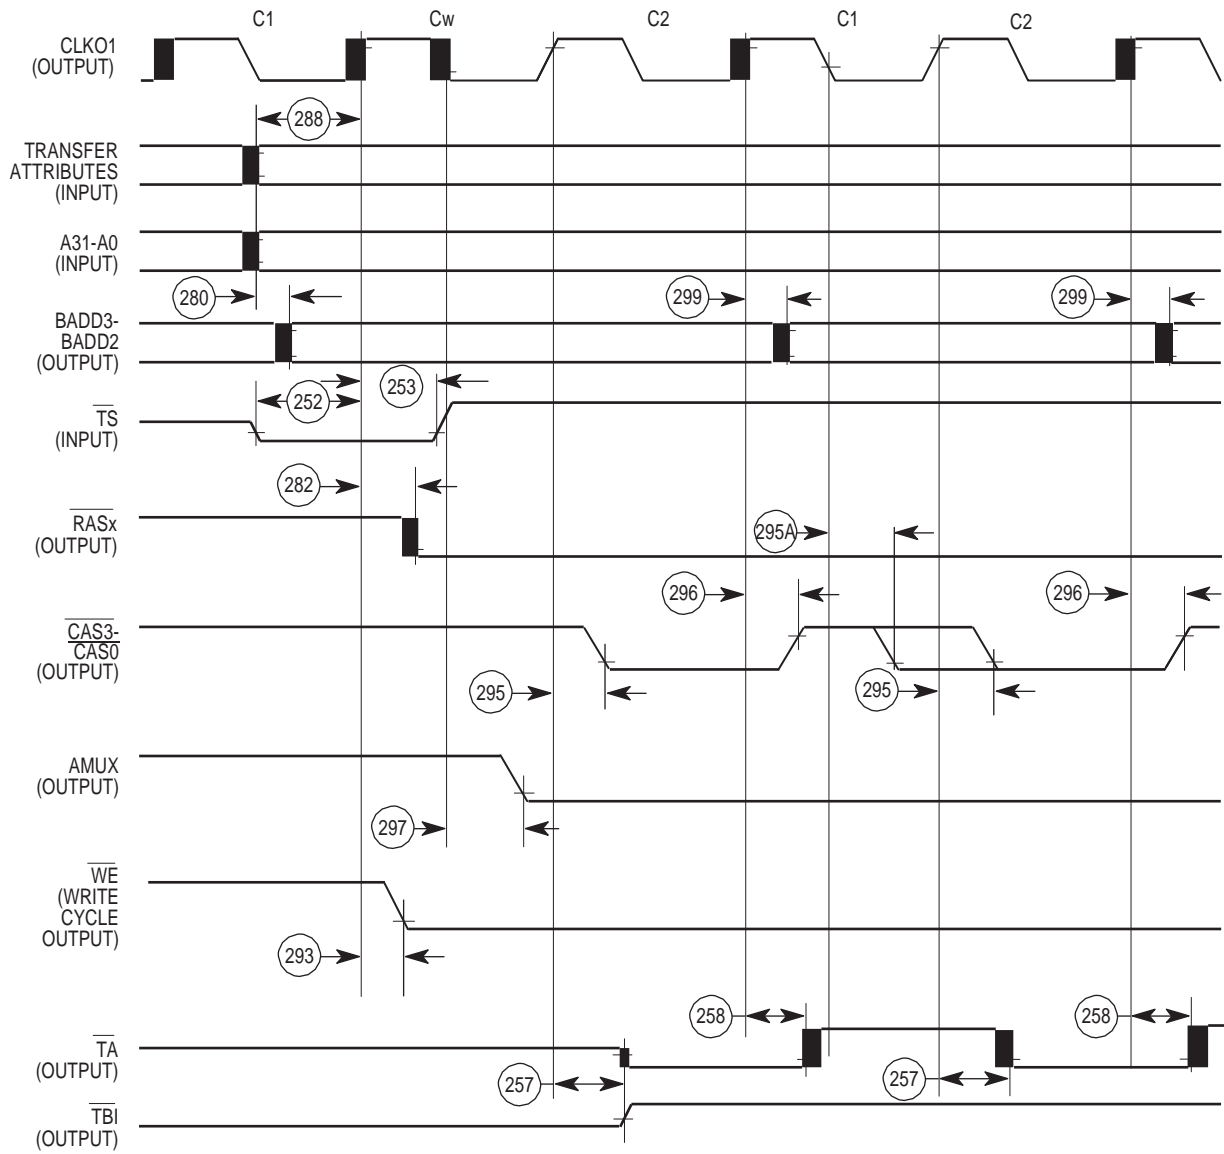 C1 Cw C2 C1 C2
CLKO1
(OUTPUT)
288
TRANSFER
ATTRIBUTES
(INPUT)
A31-A0
(INPUT)
280 299 299
BADD3-
BADD2
(OUTPUT)
252 253
TS
(INPUT)
282
RASx
(OUTPUT)
295A
296 296
CAS3-
CAS0
(OUTPUT)
295 295
AMUX
(OUTPUT)
297
WE
(WRITE
CYCLE
OUTPUT)
293
258 258
TA
(OUTPUT)
257 257
TBI
(OUTPUT)